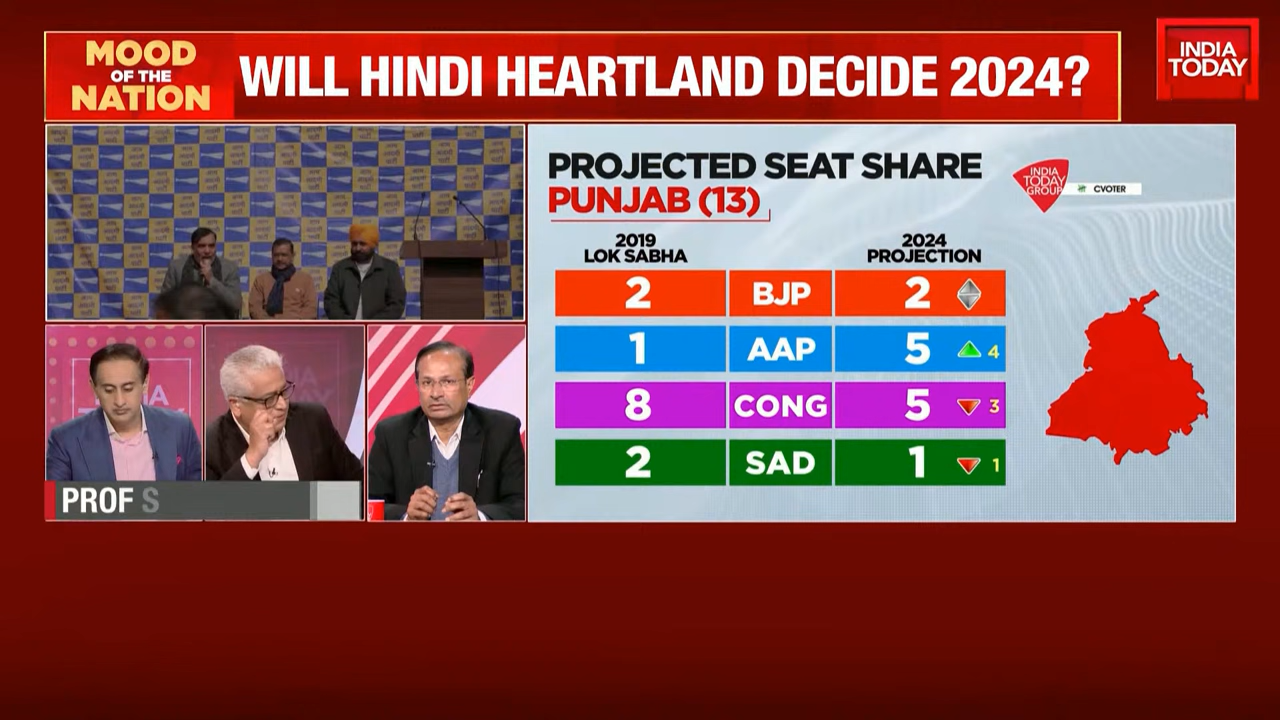 MOOD
OF THE
NATION
WILL HINDI HEARTLAND DECIDE 2024?
INDIA
TODAY
PROJECTED SEAT SHARE
PUNJAB (13)
INDIA
TODAY
GROUP
CVOTER
2019
LOK SABHA
2024
PROJECTION
2 BJP 2
1 AAP 5 4
8 CONG 5 3
2 SAD 1 1
PROF S